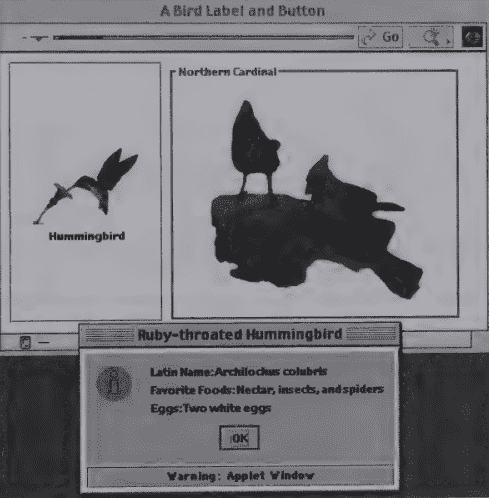 A Bird Label and Button
Go
Northern Cardinal
Hummingbird
Ruby-throated Hummingbird
Latin Name:Archilockus colubris
Favorite Foods:Nectar, insects, and spiders
Eggs:Two white eggs
OK
Warning: Applet Window